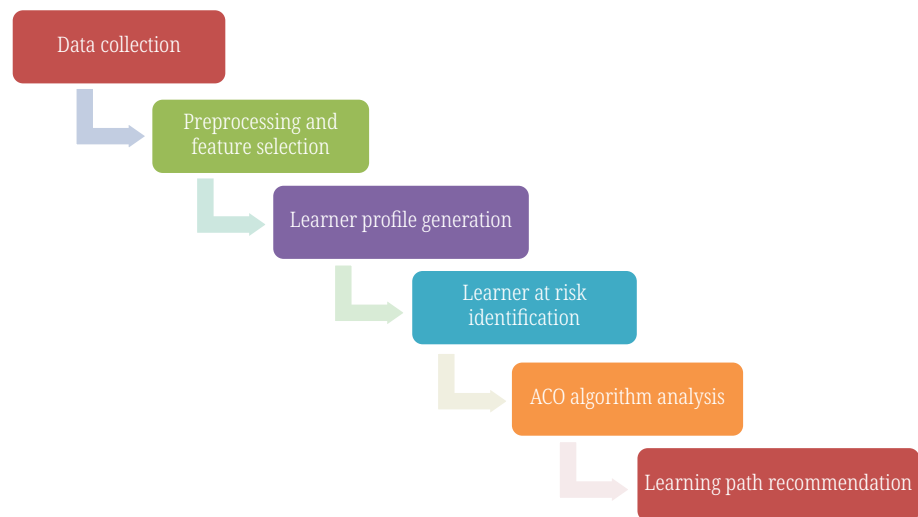 Data collection
Preprocessing and
feature selection
Learner profile generation
Learner at risk
identification
ACO algorithm analysis
Learning path recommendation